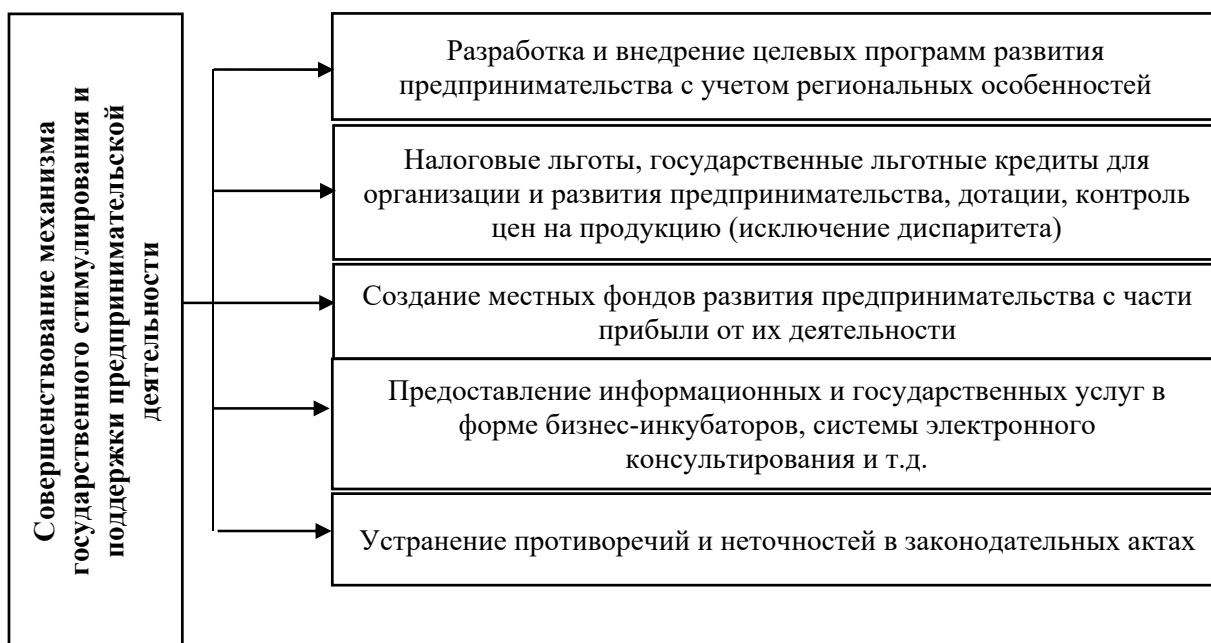 Совершенствование механизма
государственного стимулирования и
поддержки предпринимательской
деятельности
Разработка и внедрение целевых программ развития
предпринимательства с учетом региональных особенностей
Налоговые льготы, государственные льготные кредиты для
организации и развития предпринимательства, дотации, контроль
цен на продукцию (исключение диспаритета)
Создание местных фондов развития предпринимательства с части
прибыли от их деятельности
Предоставление информационных и государственных услуг в
форме бизнес-инкубаторов, системы электронного
консультирования и т.д.
Устранение противоречий и неточностей в законодательных актах